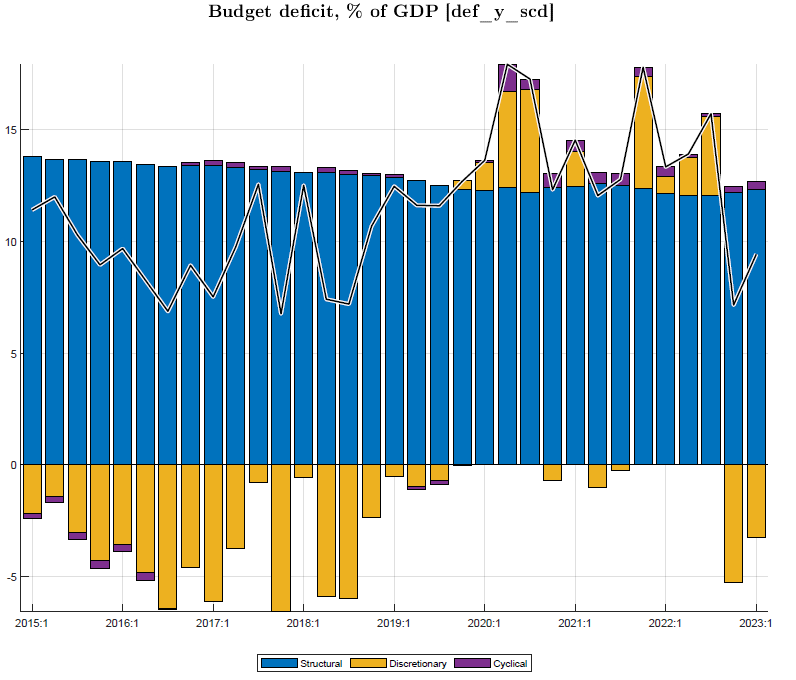 Budget deficit, % of GDP [def_y_scd]
15
10
5
0
-5
2015:1 2016:1 2017:1 2018:1 2019:1 2020:1 2021:1 2022:1 2023:1
Structural Discretionary Cyclical